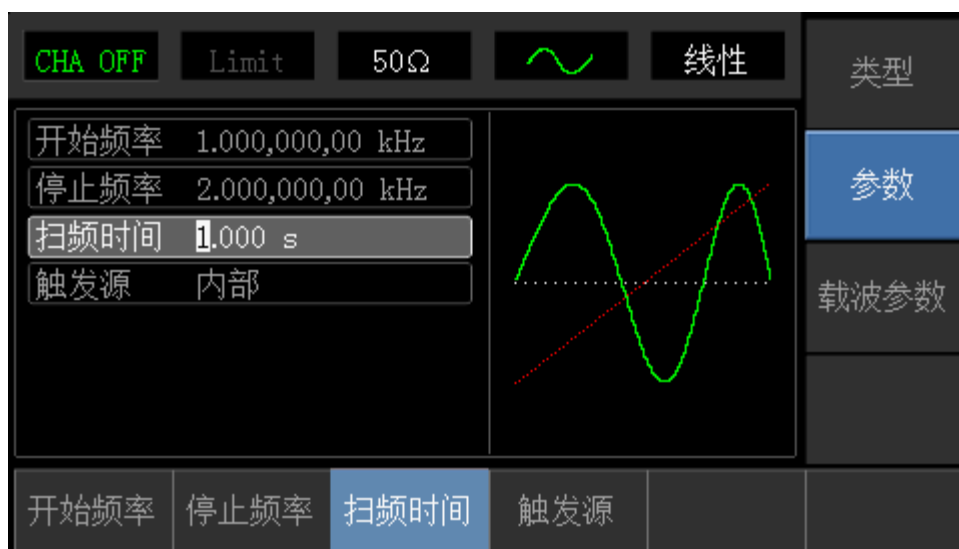 CHA OFF Limit 50Ω 线性
类型
开始频率 1.000,000,00 kHz
停止频率 2.000,000,00 kHz
参数
扫频时间 1.000 s
触发源 内部
载波参数
开始频率 停止频率 扫频时间 触发源